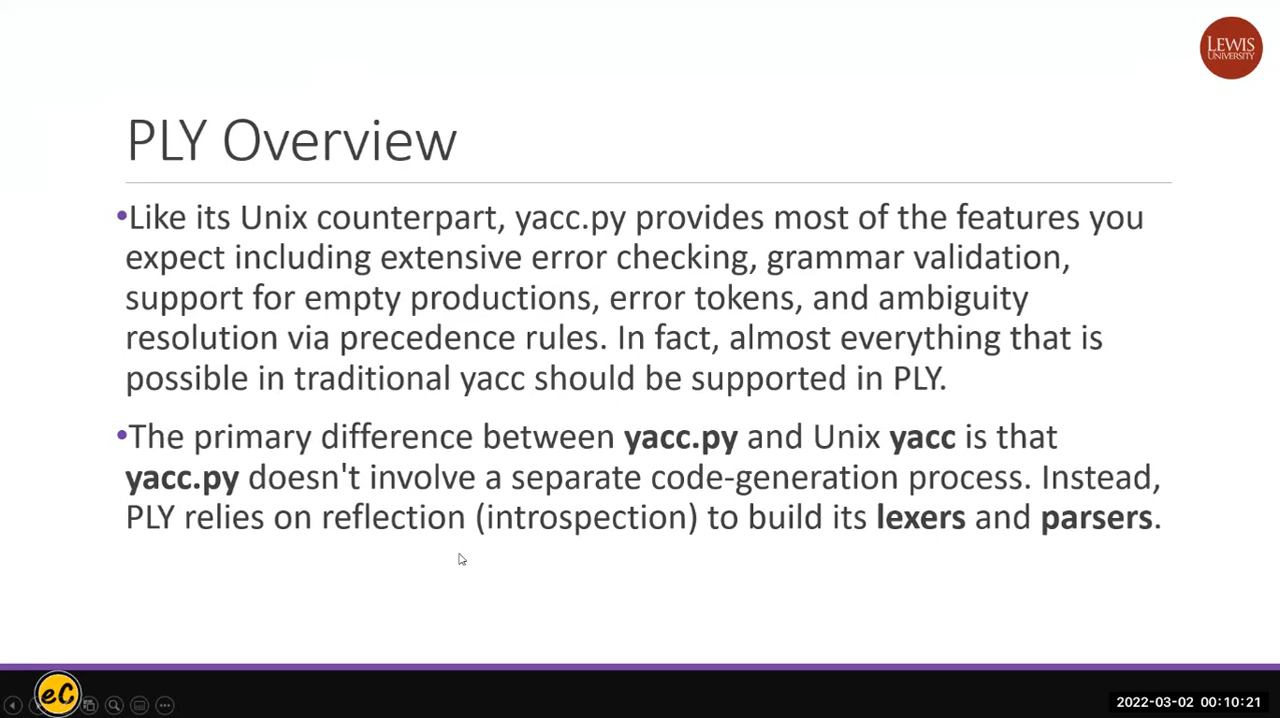 LEWIS
UNIVERSITY
PLY Overview
•Like its Unix counterpart, yacc.py provides most of the features you
expect including extensive error checking, grammar validation,
support for empty productions, error tokens, and ambiguity
resolution via precedence rules. In fact, almost everything that is
possible in traditional yacc should be supported in PLY.
•The primary difference between yacc.py and Unix yacc is that
yacc.py doesn't involve a separate code-generation process. Instead,
PLY relies on reflection (introspection) to build its lexers and parsers.
eC
2022-03-02 00:10:21